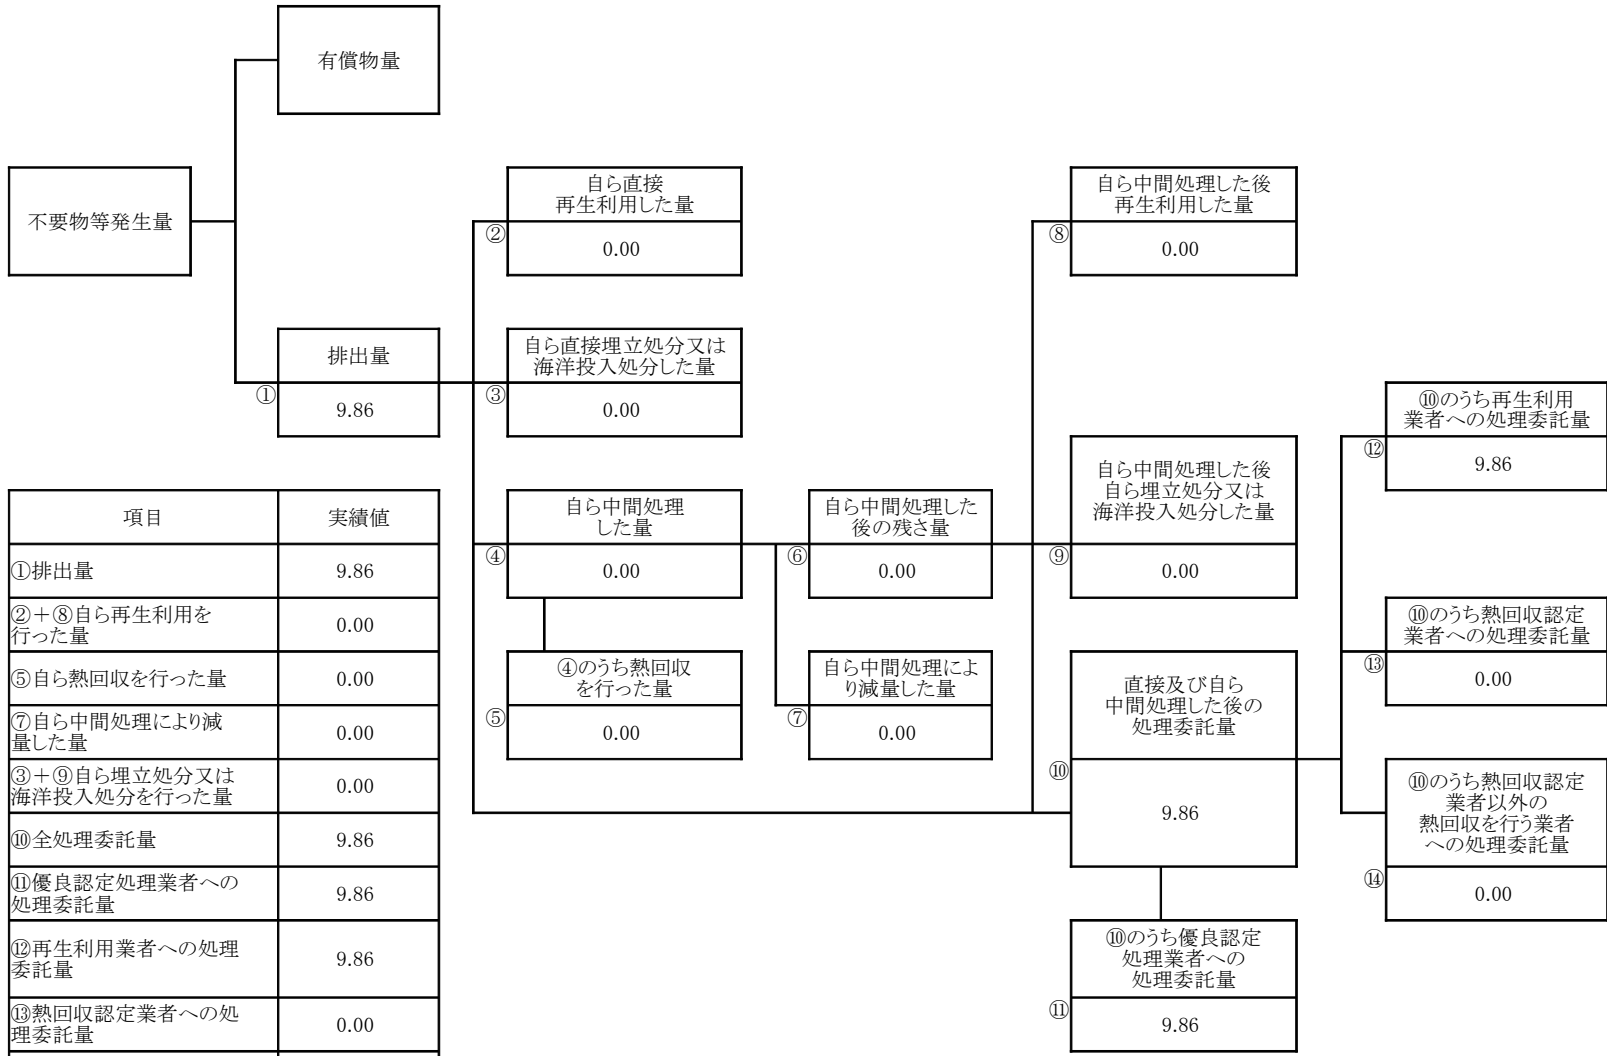 有償物量
不要物等発生量
自ら直接
再生利用した量
②
0.00
自ら中間処理した後
再生利用した量
⑧
0.00
排出量
①
9.86
自ら直接埋立処分又は
海洋投入処分した量
③
0.00
⑩のうち再生利用
業者への処理委託量
⑫
9.86
自ら中間処理
した量
④
0.00
自ら中間処理した
後の残さ量
⑥
0.00
自ら中間処理した後
自ら埋立処分又は
海洋投入処分した量
⑨
0.00
⑩のうち熱回収認定
業者への処理委託量
⑬
0.00
④のうち熱回収
を行った量
⑤
0.00
自ら中間処理によ
り減量した量
⑦
0.00
直接及び自ら
中間処理した後の
処理委託量
⑩
9.86
⑩のうち熱回収認定
業者以外の
熱回収を行う業者
への処理委託量
⑭
0.00
⑩のうち優良認定
処理業者への
処理委託量
⑪
9.86
項目 実績値
①排出量 9.86
②+⑧自ら再生利用を
行った量 0.00
⑤自ら熱回収を行った量 0.00
⑦自ら中間処理により減
量した量 0.00
③+⑨自ら埋立処分又は
海洋投入処分を行った量 0.00
⑩全処理委託量 9.86
⑪優良認定処理業者への
処理委託量 9.86
⑫再生利用業者への処理
委託量 9.86
⑬熱回収認定業者への処
理委託量 0.00